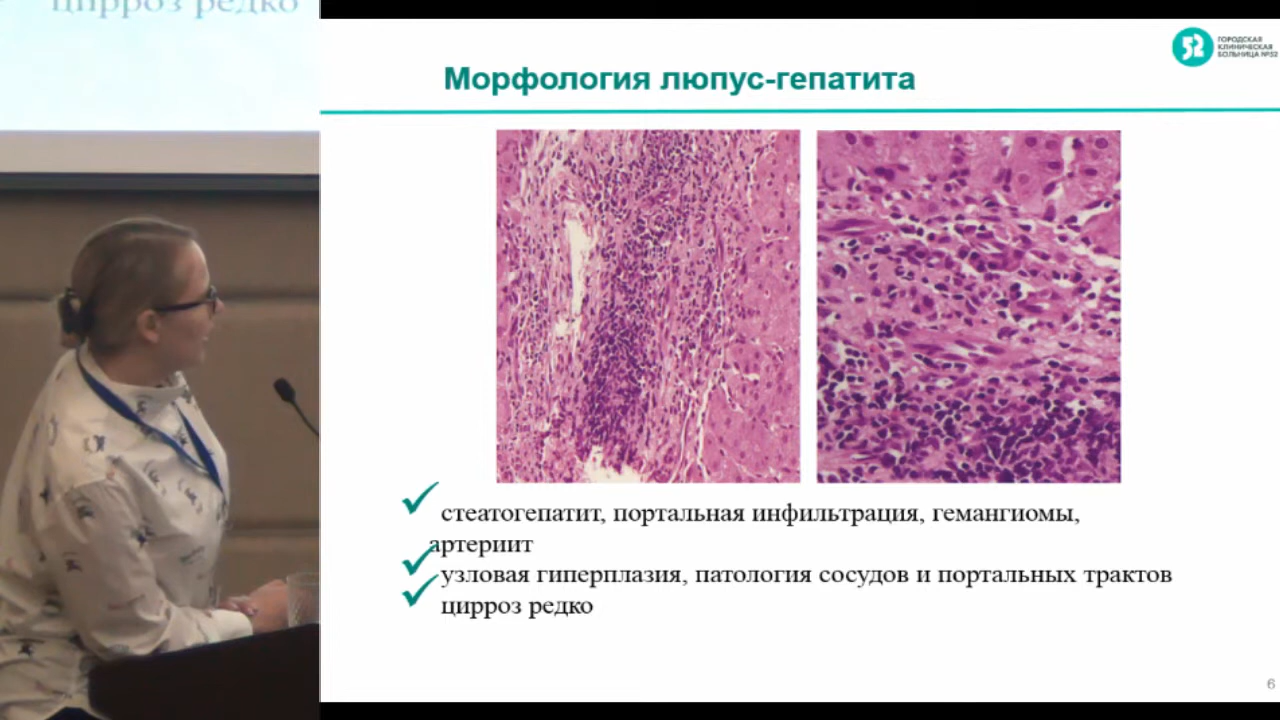 цирроз редко
52
ГОРОДСКАЯ
КЛИНИЧЕСКАЯ
БОЛЬНИЦА №52
Морфология люпус-гепатита
стеатогепатит, портальная инфильтрация, гемангиомы,
артериит
узловая гиперплазия, патология сосудов и портальных трактов
цирроз редко
6